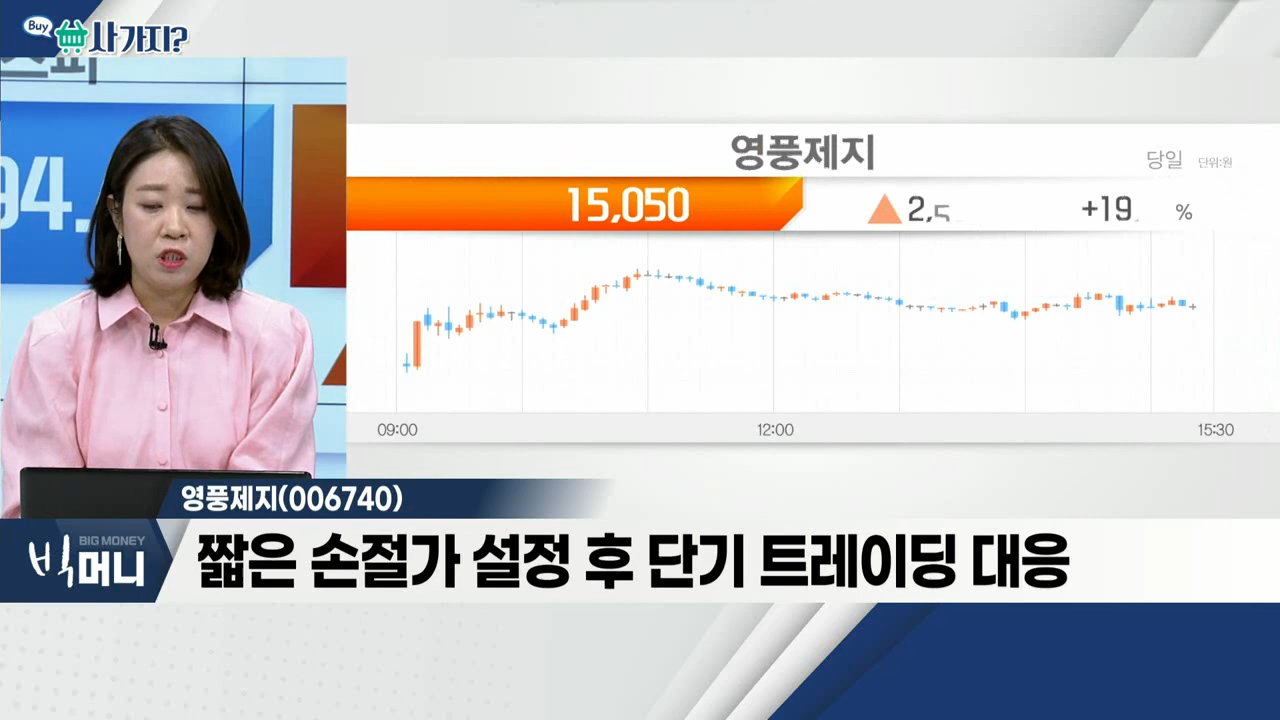 Buy 사가지?
94.
영풍제지
당일 단위:원
15,050 ▲ 2,5 +19. %
09:00 12:00 15:30
영풍제지(006740)
BIG MONEY
빅머니
짧은 손절가 설정 후 단기 트레이딩 대응